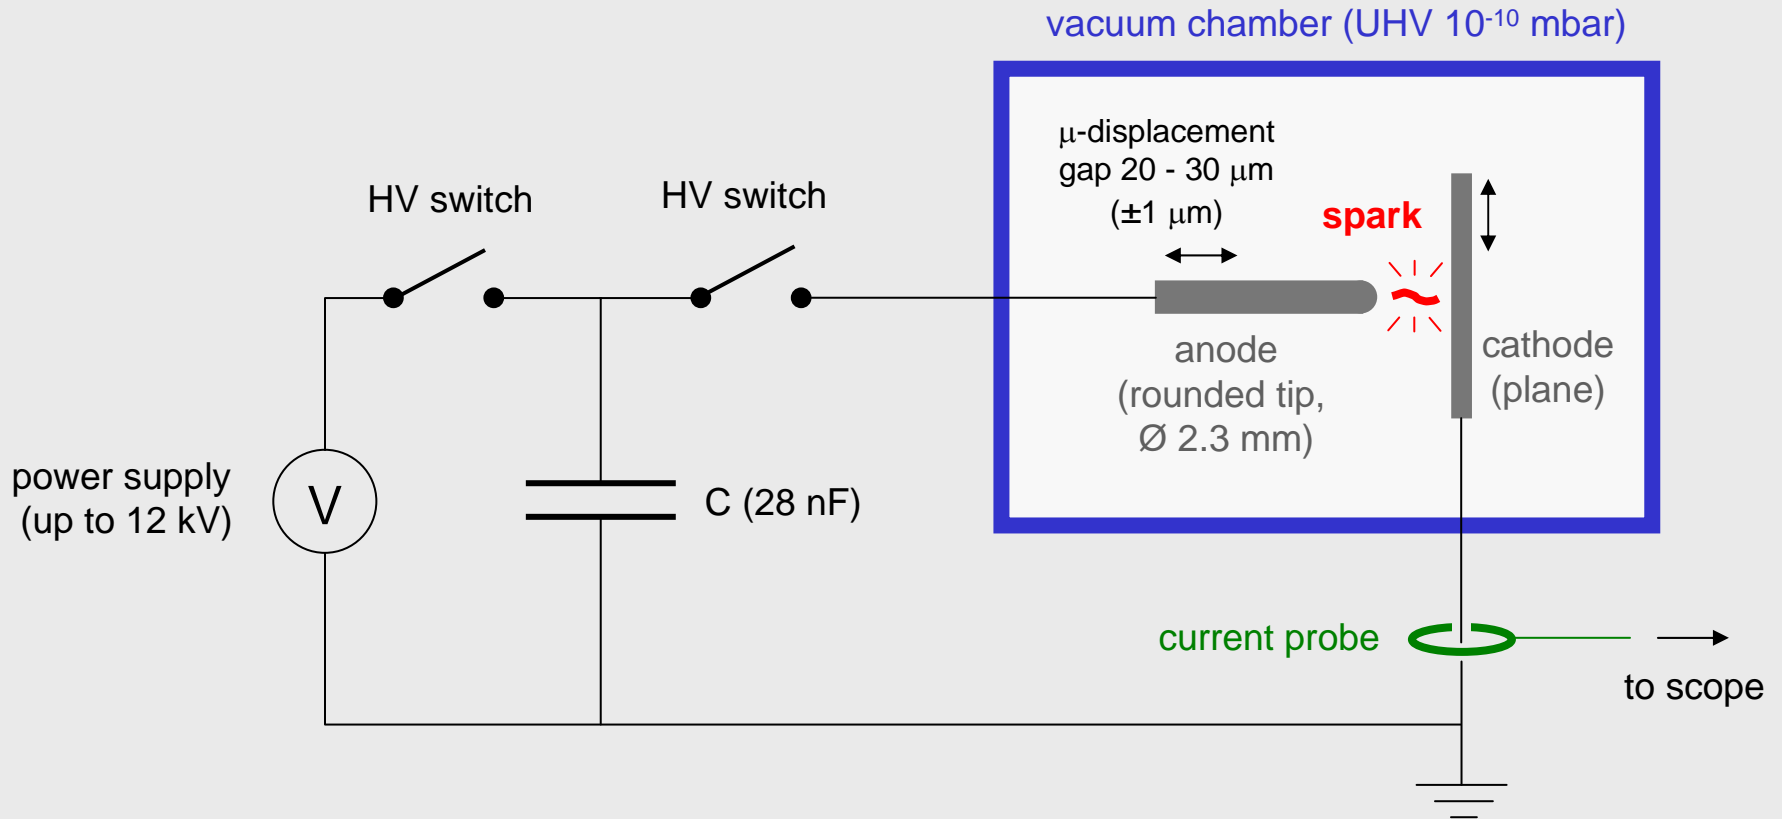 vacuum chamber (UHV 10⁻¹⁰ mbar)
μ-displacement
gap 20 - 30 μm
(±1 μm)
HV switch
HV switch
spark
anode
(rounded tip,
Ø 2.3 mm)
cathode
(plane)
power supply
(up to 12 kV)
V
C (28 nF)
current probe
to scope